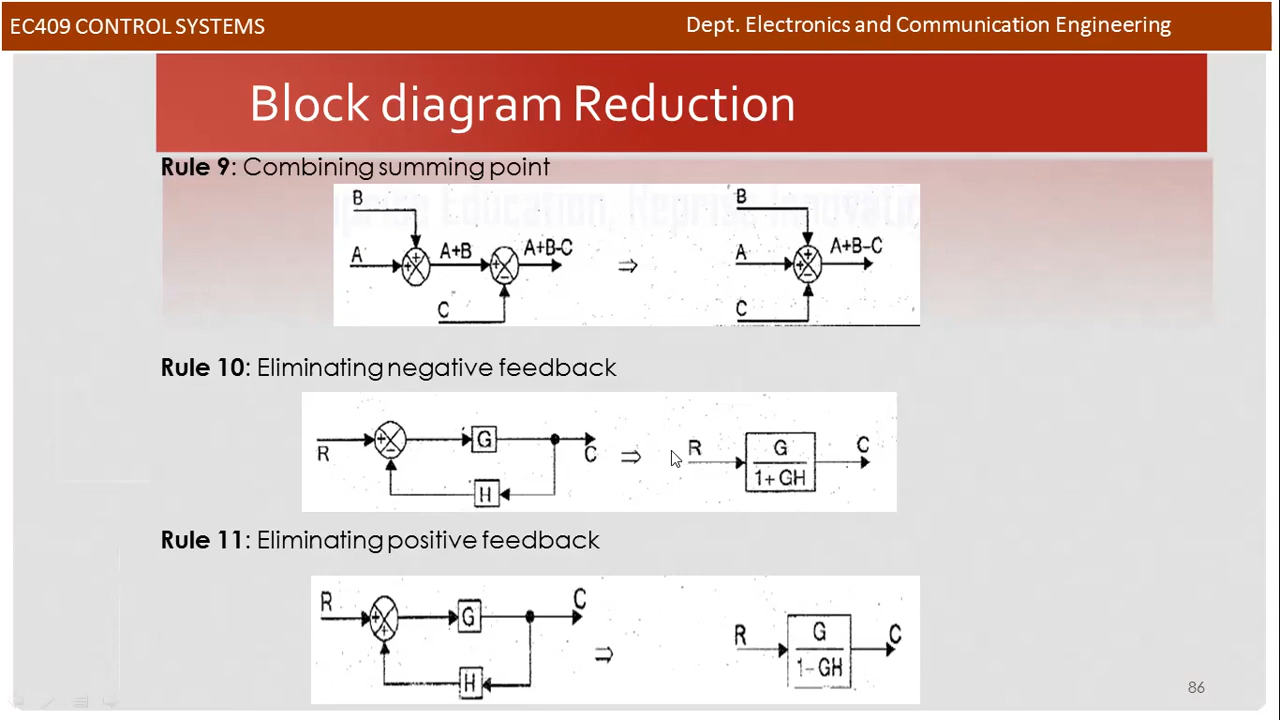 EC409 CONTROL SYSTEMS
Dept. Electronics and Communication Engineering
Block diagram Reduction
Rule 9: Combining summing point
B
A
+
+
A+B
+
−
A+B-C
C
⇒
B
A
+
+
−
A+B−C
C
Rule 10: Eliminating negative feedback
R
+
−
G
C
H
⇒
R
G
1+ GH
C
Rule 11: Eliminating positive feedback
R
+
+
G
C
H
⇒
R
G
1− GH
C
86